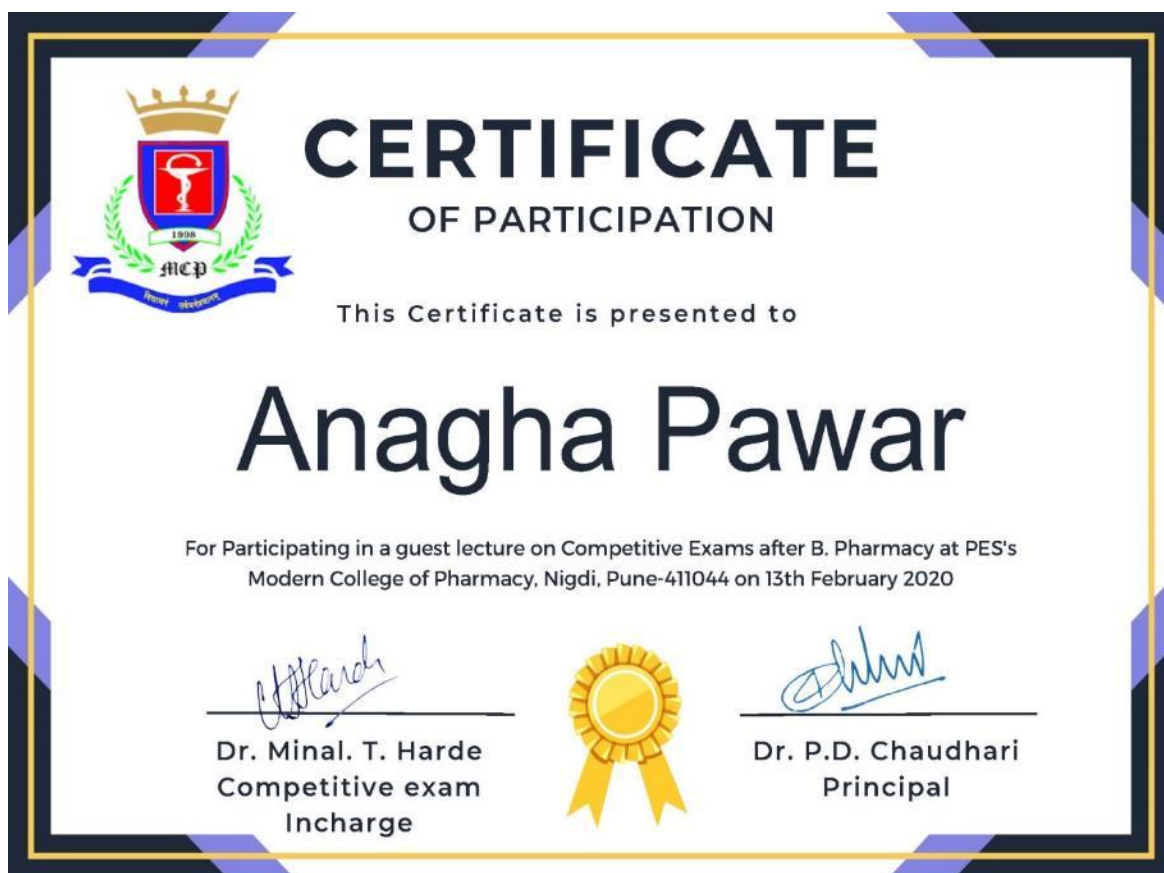 CERTIFICATE
OF PARTICIPATION
1998
MCP
This Certificate is presented to
Anagha Pawar
For Participating in a guest lecture on Competitive Exams after B. Pharmacy at PES's
Modern College of Pharmacy, Nigdi, Pune-411044 on 13th February 2020
Dr. Minal. T. Harde
Competitive exam
Incharge
Dr. P.D. Chaudhari
Principal